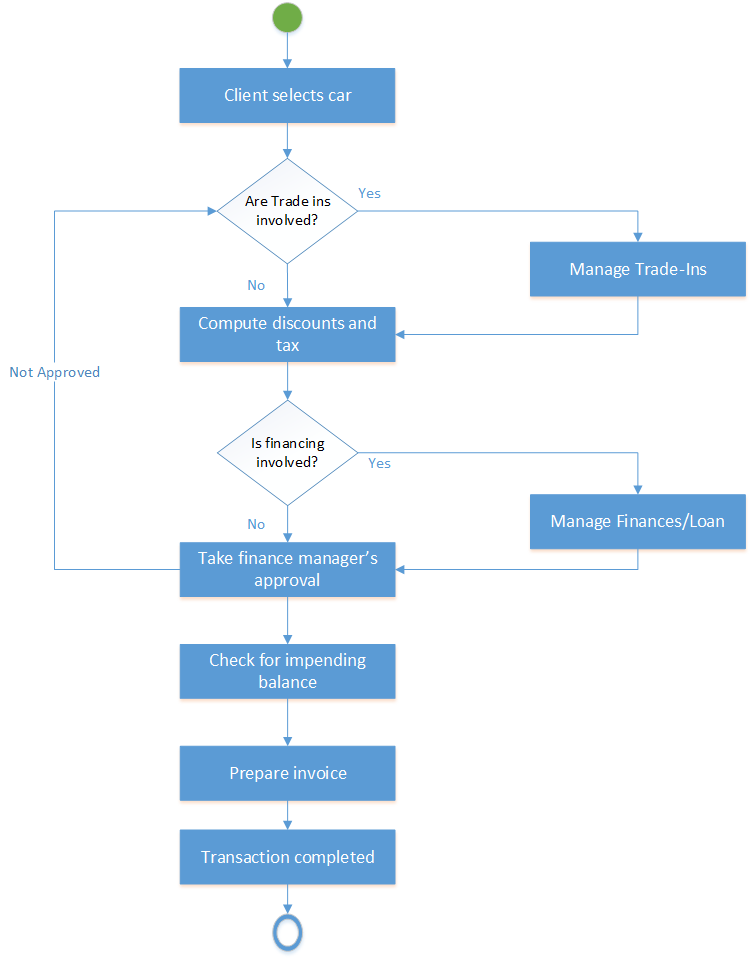 Client selects car
Are Trade ins
involved?
Yes
Manage Trade-Ins
No
Compute discounts and
tax
Not Approved
Is financing
involved?
Yes
Manage Finances/Loan
No
Take finance manager’s
approval
Check for impending
balance
Prepare invoice
Transaction completed